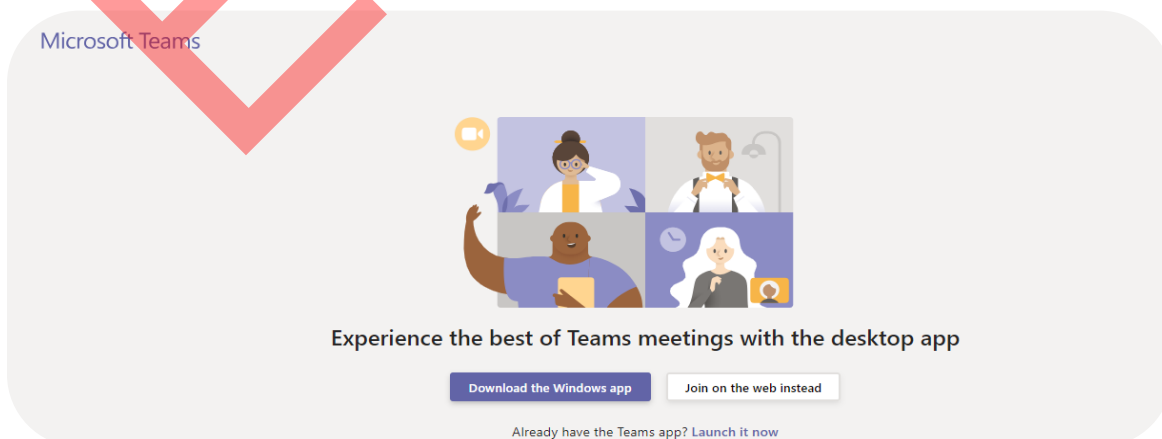 Microsoft Teams
Experience the best of Teams meetings with the desktop app
Download the Windows app
Join on the web instead
Already have the Teams app? Launch it now